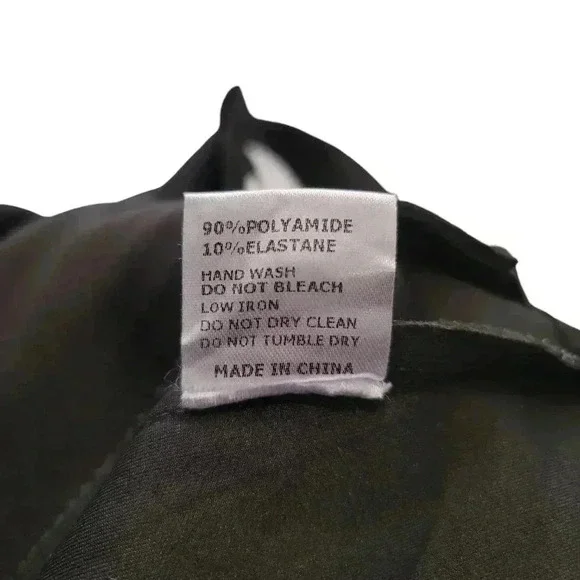 90%POLYAMIDE
10%ELASTANE
HAND WASH
DO NOT BLEACH
LOW IRON
DO NOT DRY CLEAN
DO NOT TUMBLE DRY
MADE IN CHINA